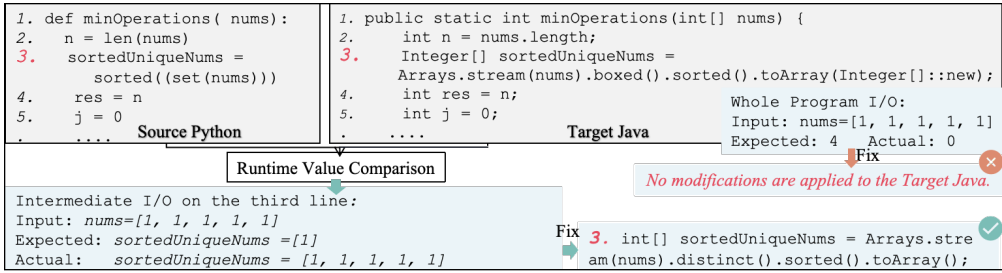 1. def minOperations( nums):
2. n = len(nums)
3. sortedUniqueNums =
sorted((set(nums)))
4. res = n
5. j = 0
. ....
Source Python
1. public static int minOperations(int[] nums) {
2. int n = nums.length;
3. Integer[] sortedUniqueNums =
Arrays.stream(nums).boxed().sorted().toArray(Integer[]::new);
4. int res = n;
5. int j = 0;
. ....
Target Java
Whole Program I/O:
Input: nums=[1, 1, 1, 1, 1]
Expected: 4 Actual: 0
Fix
No modifications are applied to the Target Java.
Runtime Value Comparison
Intermediate I/O on the third line:
Input: nums=[1, 1, 1, 1, 1]
Expected: sortedUniqueNums =[1]
Actual: sortedUniqueNums = [1, 1, 1, 1, 1]
Fix
3. int[] sortedUniqueNums = Arrays.stre
am(nums).distinct().sorted().toArray();